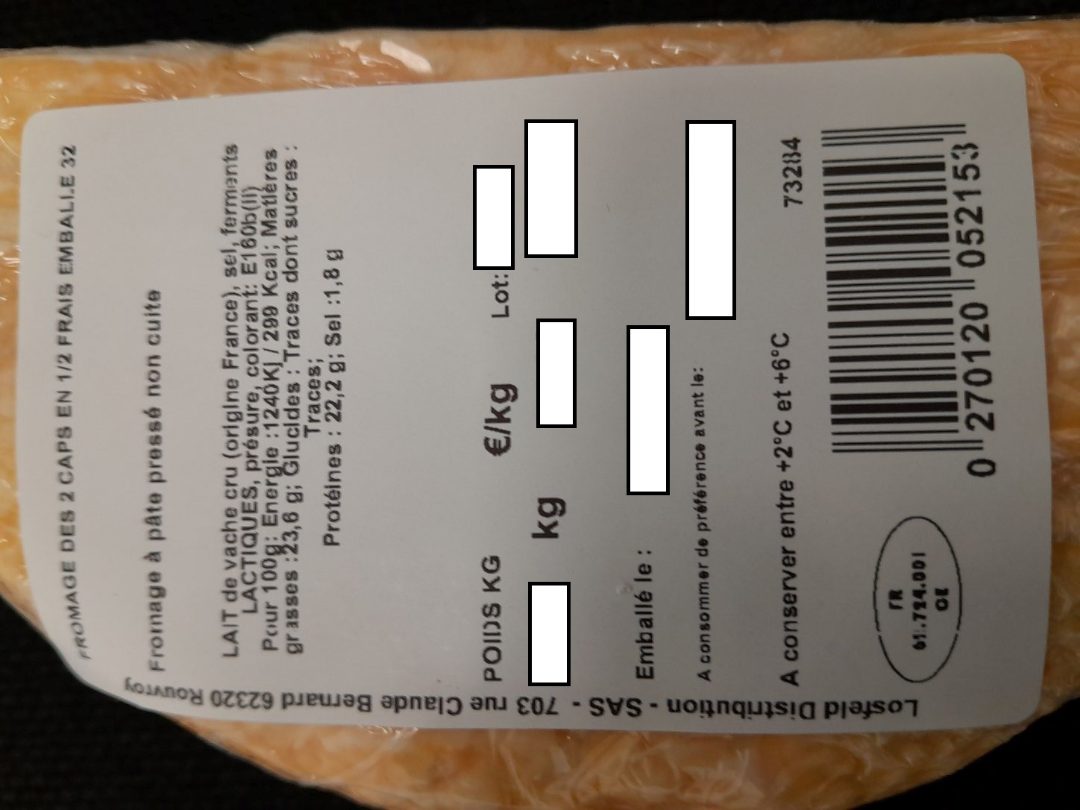 FROMAGE DES 2 CAPS EN 1/2 FRAIS EMBALLE 32
Fromage à pâte pressé non cuite
LAIT de vache cru (origine France), sel, ferments
LACTIQUES, présure, colorant: E160b(II)
Pour 100g: Energie :1240KJ / 299 Kcal; Matières
grasses :23,6 g; Glucides : Traces dont sucres :
Traces;
Protéines : 22,2 g; Sel :1,8 g
POIDS KG €/kg Lot:
kg
Emballé le :
A consommer de préférence avant le:
A conserver entre +2°C et +6°C 73284
0 270120 052153
FR
CE
Losfeld Distribution - SAS - 703 rue Claude Bernard 62320 Rouvroy